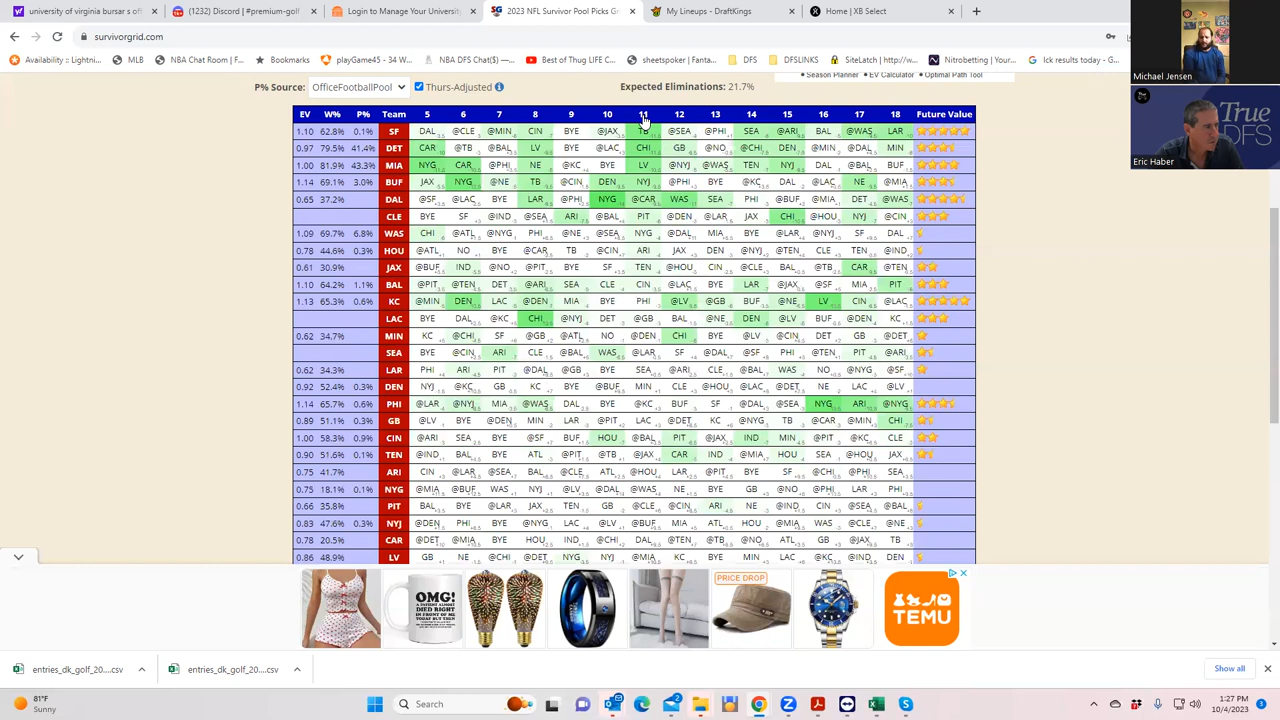 university of virginia bursars of
(1232) Discord | #premium-golf
Login to Manage Your Universit
2023 NFL Survivor Pool Picks Gr
My Lineups - DraftKings
Home | XB Select
survivorgrid.com
Availability :: Lightni...
MLB
NBA Chat Room | F...
Bookmarks
playGame45 - 34 W...
NBA DFS Chat($) —...
Best of Thug LIFE C...
sheetspoker | Fanta...
DFS
DFSLINKS
SiteLatch | http://w...
Nitrobetting | Your...
Ick results today - G...
• Season Planner • EV Calculator • Optimal Path Tool
P% Source: OfficeFootballPool Thurs-Adjusted Expected Eliminations: 21.7%
EV W% P% Team 5 6 7 8 9 10 11 12 13 14 15 16 17 18 Future Value
1.10 62.8% 0.1% SF DAL @CLE @MIN CIN BYE @JAX @SEA @PHI SEA @ARI BAL @WAS LAR
0.97 79.5% 41.4% DET CAR @TB @BAL LV BYE @LAC CHI GB @NO @CHI DEN @MIN @DAL MIN
1.00 81.9% 43.3% MIA NYG CAR @PHI NE @KC BYE LV @NYJ @WAS TEN NYJ DAL @BAL BUF
1.14 69.1% 3.0% BUF JAX NYG @NE TB @CIN DEN NYJ @PHI BYE @KC DAL @LAC NE @MIA
0.65 37.2% DAL @SF @LAC BYE LAR @PHI NYG @CAR WAS SEA PHI @BUF @MIA DET @WAS
CLE BYE SF @IND @SEA ARI @BAL PIT @DEN @LAR JAX CHI @HOU NYJ @CIN
1.09 69.7% 6.8% WAS CHI @ATL @NYG PHI @NE @SEA NYG @DAL MIA BYE @LAR @NYJ SF DAL
0.78 44.6% 0.3% HOU @ATL NO BYE @CAR TB @CIN ARI JAX DEN @NYJ @TEN CLE TEN @IND
0.61 30.9% JAX @BUF IND @NO @PIT BYE SF TEN @HOU CIN @CLE BAL @TB CAR @TEN
1.10 64.2% 1.1% BAL @PIT @TEN DET @ARI SEA CLE CIN @LAC BYE LAR @JAX @SF MIA PIT
1.13 65.3% 0.6% KC @MIN DEN LAC @DEN MIA BYE PHI @LV @GB BUF @NE LV CIN @LAC
LAC BYE DAL @KC CHI @NYJ DET @GB BAL @NE DEN @LV BUF @DEN KC
0.62 34.7% MIN KC @CHI SF @GB @ATL NO @DEN CHI BYE @LV @CIN DET GB @DET
SEA BYE @CIN ARI CLE @BAL WAS @LAR SF @DAL @SF PHI @TEN PIT @ARI
0.62 34.3% LAR PHI ARI PIT @DAL @GB BYE SEA @ARI CLE @BAL WAS NO @NYG @SF
0.92 52.4% 0.3% DEN NYJ @KC GB KC BYE @BUF MIN CLE @HOU @LAC @DET NE LAC @LV
1.14 65.7% 0.6% PHI @LAR @NYJ MIA @WAS DAL BYE @KC BUF SF @DAL @SEA NYG ARI @NYG
0.89 51.1% 0.3% GB @LV BYE @DEN MIN LAR @PIT LAC @DET KC @NYG TB @CAR @MIN CHI
1.00 58.3% 0.9% CIN @ARI SEA BYE @SF BUF HOU @BAL PIT @JAX IND MIN @PIT @KC CLE
0.90 51.6% 0.1% TEN @IND BAL BYE ATL @PIT @TB @JAX CAR IND @MIA HOU SEA @HOU JAX
0.75 41.7% ARI CIN @LAR @SEA BAL @CLE ATL @HOU LAR @PIT BYE SF @CHI @PHI SEA
0.75 18.1% 0.1% NYG @MIA @BUF WAS NYJ @LV @DAL @WAS NE BYE GB @NO @PHI LAR PHI
0.66 35.8% PIT BAL BYE @LAR JAX TEN GB @CLE @CIN ARI NE @IND CIN @SEA @BAL
0.83 47.6% 0.3% NYJ @DEN PHI BYE @NYG LAC @LV @BUF MIA ATL HOU @MIA WAS @CLE @NE
0.78 20.5% CAR @DET @MIA BYE HOU IND @CHI DAL @TEN @TB @NO ATL GB @JAX TB
0.86 48.9% LV GB NE @CHI @DET NYG NYJ @MIA KC BYE MIN LAC @KC @IND DEN
Michael Jensen
True
DFS
Eric Haber
OMG!
PRICE DROP
TEMU
entries_dk_golf_20....csv
entries_dk_golf_20....csv
Show all
81°F
Sunny
Search
1:27 PM
10/4/2023